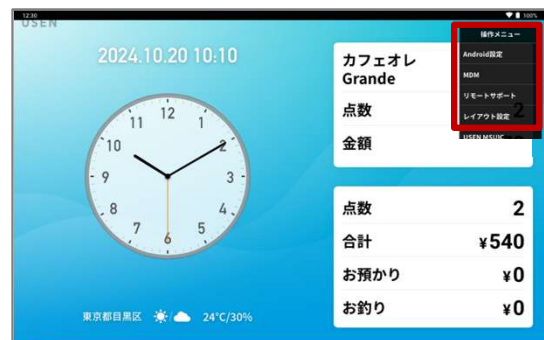 12:30
100%
USEN
2024.10.20 10:10
12
1
2
3
4
5
6
7
8
9
10
11
東京都目黒区
24°C/30%
カフェオレ
Grande
点数 2
金額
点数 2
合計 ¥540
お預かり ¥0
お釣り ¥0
操作メニュー
Android設定
MDM
リモートサポート
レイアウト設定
USEN MSUIC